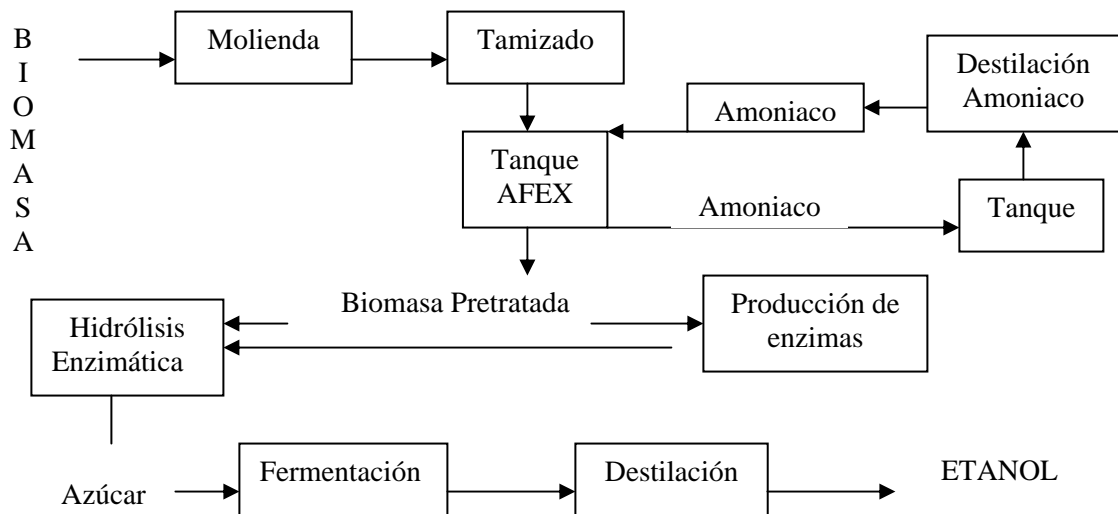 BIOMASA
Molienda
Tamizado
Destilación
Amoniaco
Amoniaco
Tanque
AFEX
Amoniaco
Tanque
Biomasa Pretratada
Producción de
enzimas
Hidrólisis
Enzimática
Azúcar
Fermentación
Destilación
ETANOL